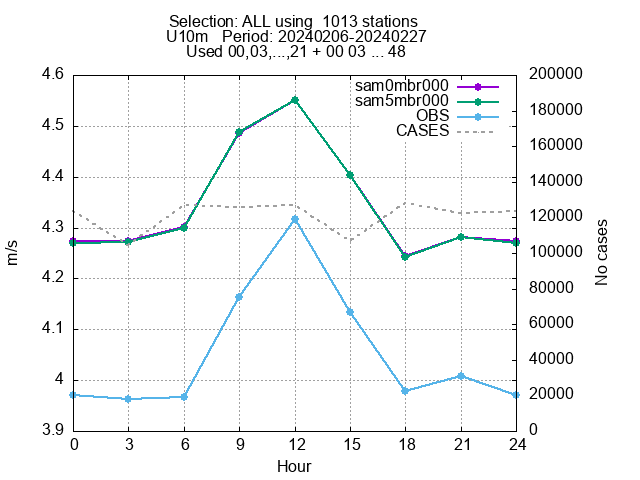 Selection: ALL using  1013 stations
U10m   Period: 20240206-20240227
Used 00,03,...,21 + 00 03 ... 48
4.6
4.5
4.4
4.3
4.2
4.1
4
3.9
m/s
sam0mbr000
sam5mbr000
OBS
CASES
200000
180000
160000
140000
120000
100000
80000
60000
40000
20000
0
No cases
0 3 6 9 12 15 18 21 24
Hour